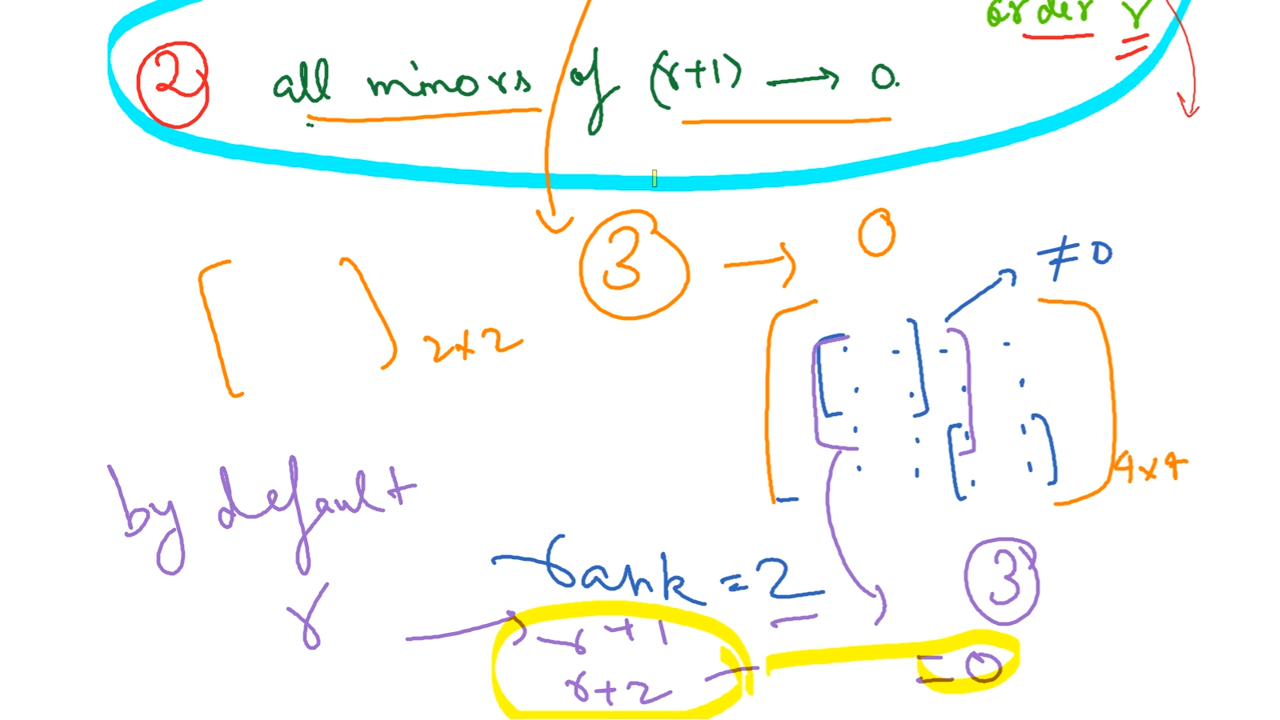 order r
② all minors of (r+1) → 0.
③ → 0
≠ 0
2×2
4×4
by default
rank = 2
③
r → r+1
r+2 — = 0